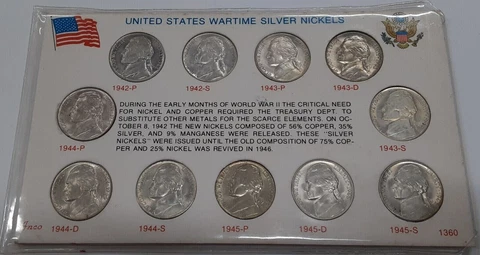 UNITED STATES WARTIME SILVER NICKELS
1942-P 1942-S 1943-P 1943-D
DURING THE EARLY MONTHS OF WORLD WAR II THE CRITICAL NEED
FOR NICKEL AND COPPER REQUIRED THE TREASURY DEPT. TO
SUBSTITUTE OTHER METALS FOR THE SCARCE ELEMENTS. ON
OCTOBER 8, 1942 THE NEW NICKELS COMPOSED OF 56% COPPER, 35%
SILVER, AND 9% MANGANESE WERE RELEASED. THESE "SILVER
NICKELS" WERE ISSUED UNTIL THE OLD COMPOSITION OF 75% COP-
PER AND 25% NICKEL WAS REVIVED IN 1946.
1944-P 1943-S
1944-D 1944-S 1945-P 1945-D 1945-S 1360